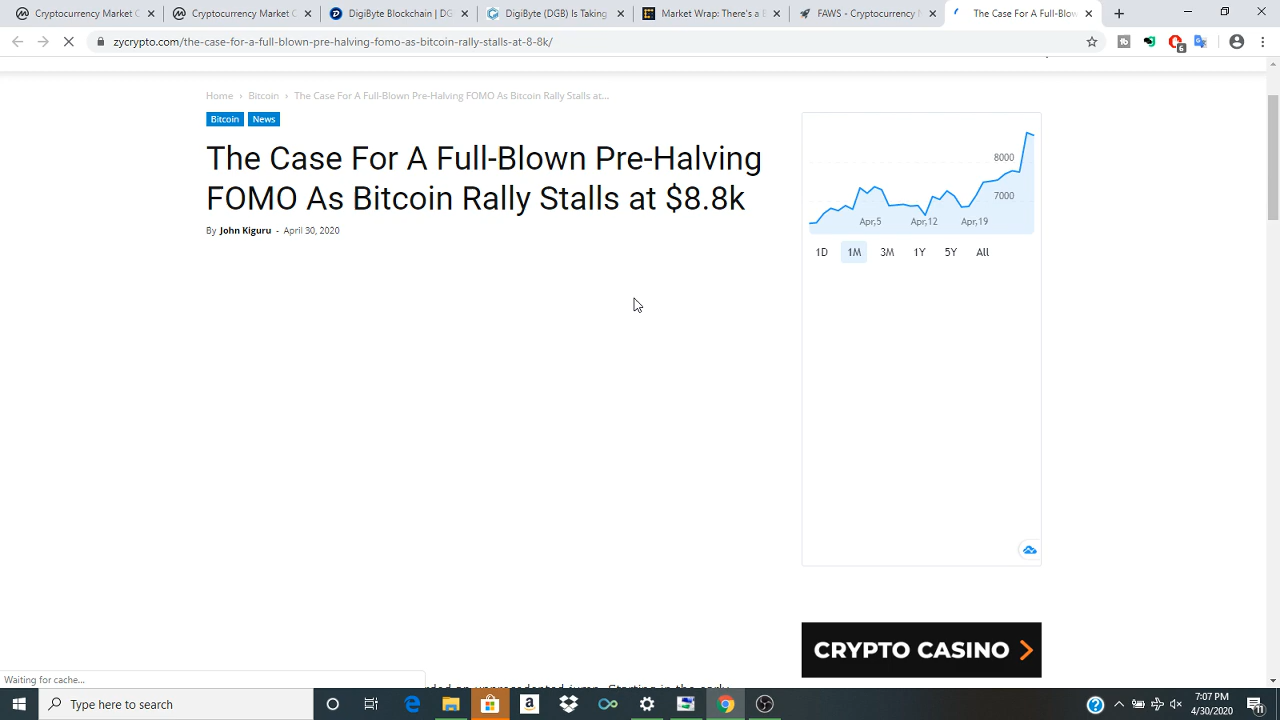 Cryptocurrency Market C
Cryptocurrency Market C
DigiByte Blockchain | DG
DigiByte (DGB) Is Taking
Market Wrap: There's a B
FAWS - Cryptocurrency
The Case For A Full-Blow
zycrypto.com/the-case-for-a-full-blown-pre-halving-fomo-as-bitcoin-rally-stalls-at-8-8k/
6
Home › Bitcoin › The Case For A Full-Blown Pre-Halving FOMO As Bitcoin Rally Stalls at...
Bitcoin News
The Case For A Full-Blown Pre-Halving
FOMO As Bitcoin Rally Stalls at $8.8k
By John Kiguru - April 30, 2020
8000
7000
Apr,5 Apr,12 Apr,19
1D 1M 3M 1Y 5Y All
CRYPTO CASINO
Waiting for cache...
Type here to search
7:07 PM
4/30/2020
11